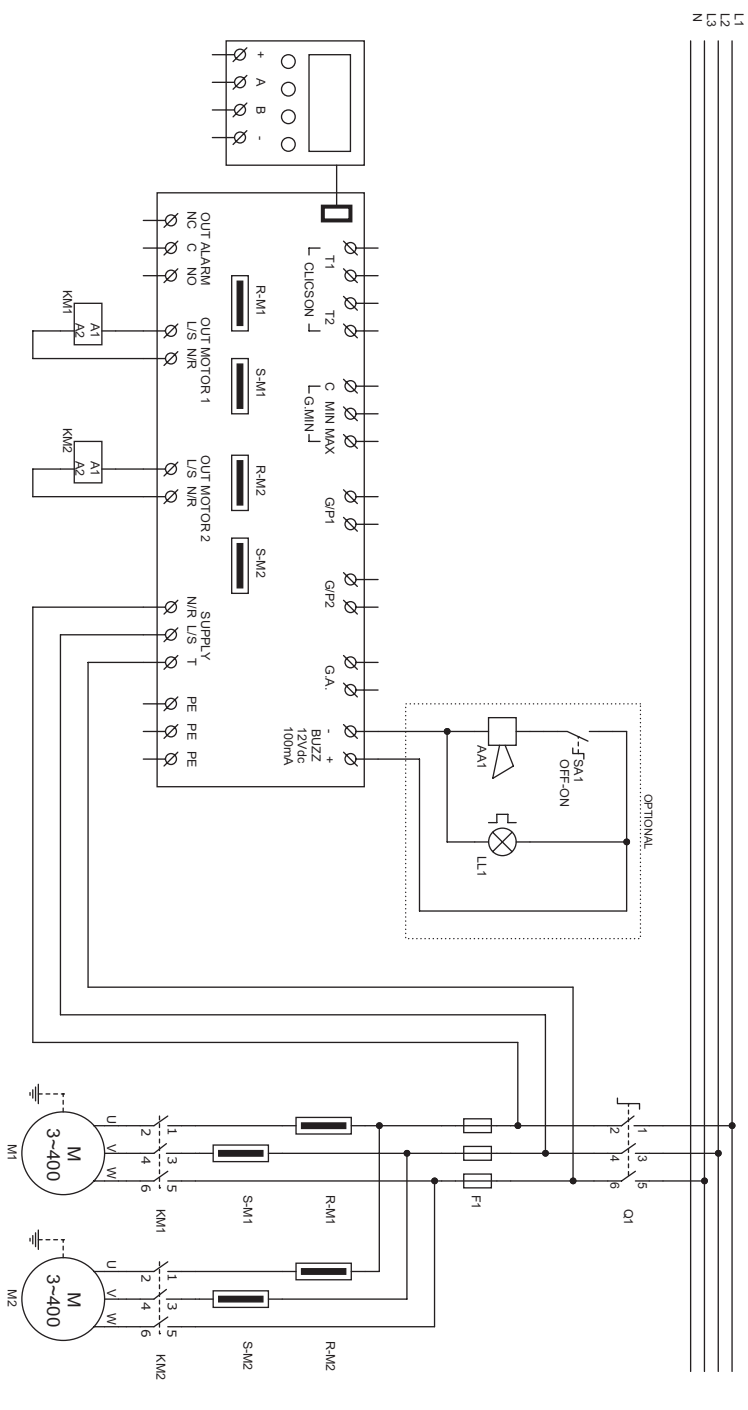 L1
L2
L3
N
+ A B -
NC C NO
OUT ALARM
L/S N/R
OUT MOTOR 1
L/S N/R
OUT MOTOR 2
N/R L/S T
SUPPLY
PE PE PE
KM1
A1
A2
KM2
A1
A2
R-M1
S-M1
R-M2
S-M2
T1 T2
CLICSON
C MIN MAX
G.MIN
G/P1
G/P2
G.A.
- +
BUZZ
12Vdc
100mA
OPTIONAL
SA1
OFF-ON
AA1
LL1
Q1
1 3 5
2 4 6
F1
R-M1
S-M1
KM1
1 3 5
2 4 6
U V W
M
3~400
M1
R-M2
S-M2
KM2
1 3 5
2 4 6
U V W
M
3~400
M2